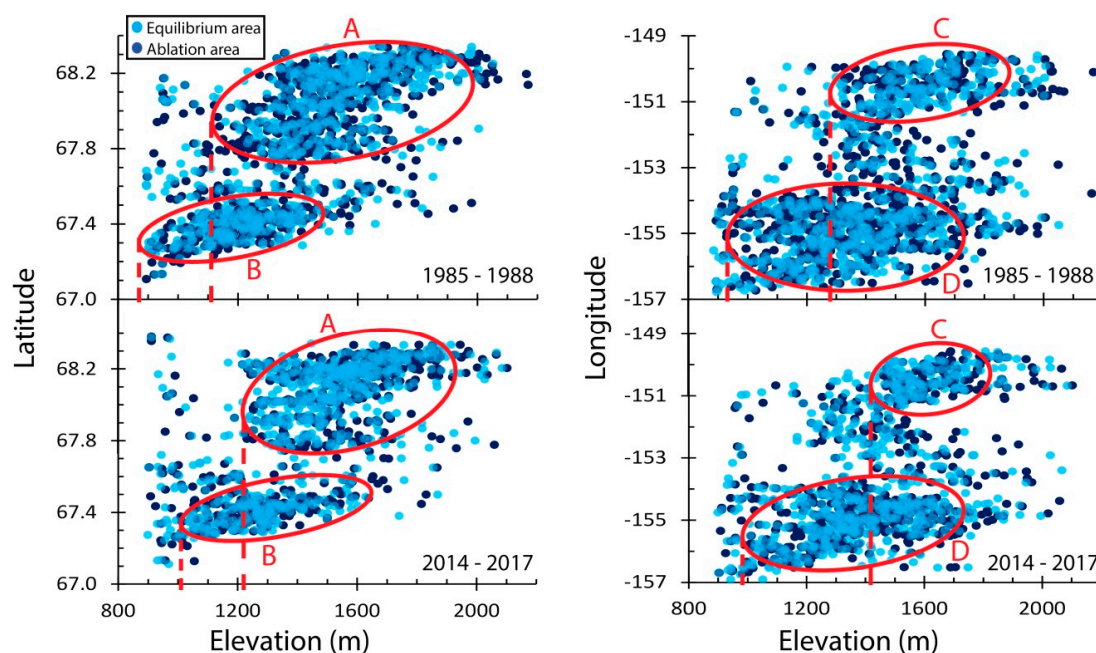 Equilibrium area
Ablation area
A
B
1985 - 1988
68.2
67.8
67.4
67.0
Latitude
A
B
2014 - 2017
68.2
67.8
67.4
67.0
800 1200 1600 2000
Elevation (m)
C
D
1985 - 1988
-149
-151
-153
-155
-157
Longitude
C
D
2014 - 2017
-149
-151
-153
-155
-157
800 1200 1600 2000
Elevation (m)